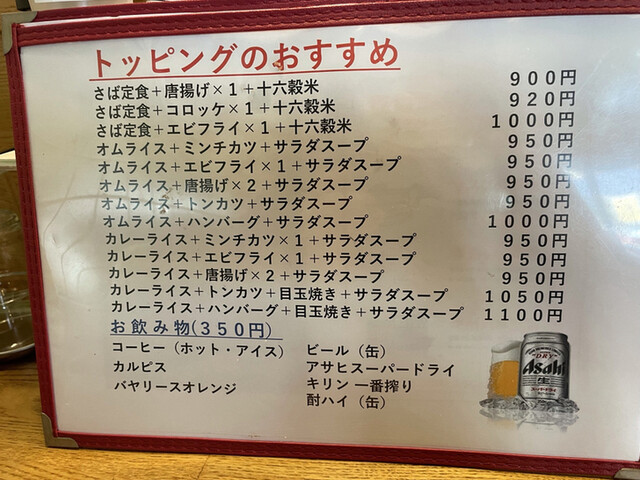 トッピングのおすすめ
さば定食＋唐揚げ×１＋十六穀米 ９００円
さば定食＋コロッケ×１＋十六穀米 ９２０円
さば定食＋エビフライ×１＋十六穀米 １０００円
オムライス＋ミンチカツ＋サラダスープ ９５０円
オムライス＋エビフライ×１＋サラダスープ ９５０円
オムライス＋唐揚げ×２＋サラダスープ ９５０円
オムライス＋トンカツ＋サラダスープ ９５０円
オムライス＋ハンバーグ＋サラダスープ １０００円
カレーライス＋ミンチカツ×１＋サラダスープ ９５０円
カレーライス＋エビフライ×１＋サラダスープ ９５０円
カレーライス＋唐揚げ×２＋サラダスープ ９５０円
カレーライス＋トンカツ＋目玉焼き＋サラダスープ １０５０円
カレーライス＋ハンバーグ＋目玉焼き＋サラダスープ １１００円
お飲み物(３５０円)
コーヒー（ホット・アイス） ビール（缶）
カルピス アサヒスーパードライ
バヤリースオレンジ キリン 一番搾り
酎ハイ（缶）
DRY
Asahi
生